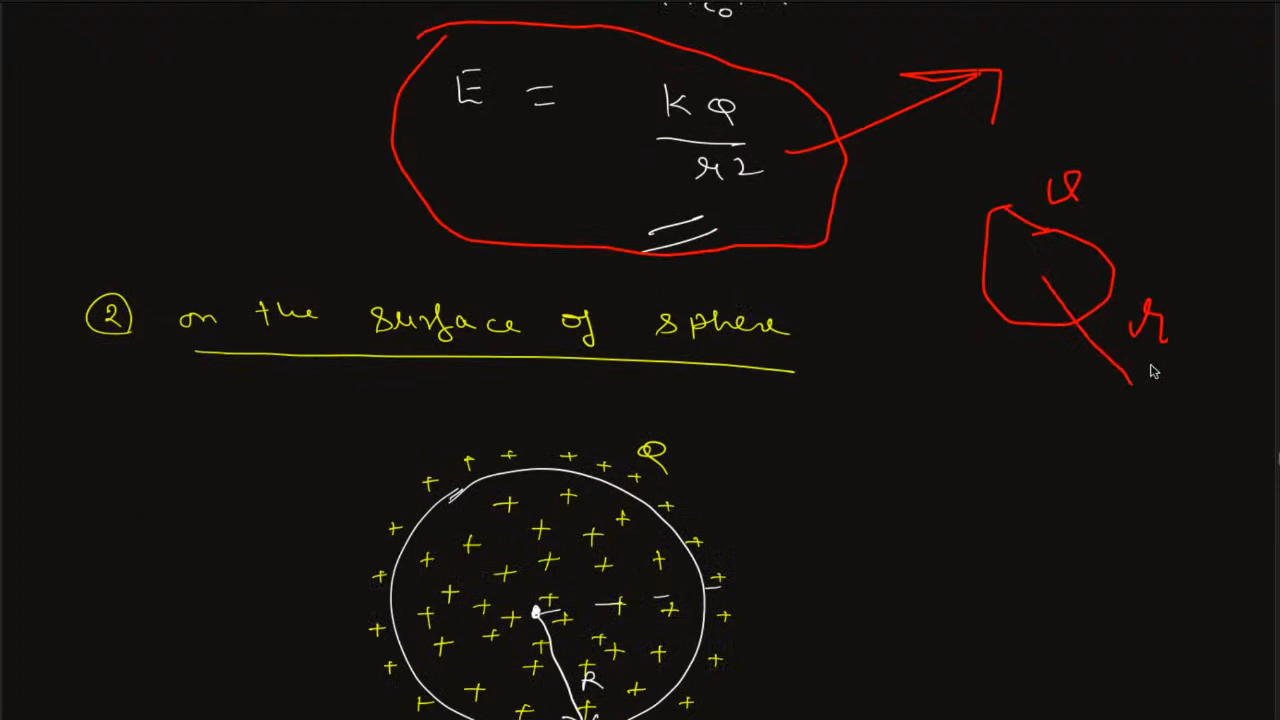 E = kQ
r2
Q
r
② on the surface of sphere
Q
R